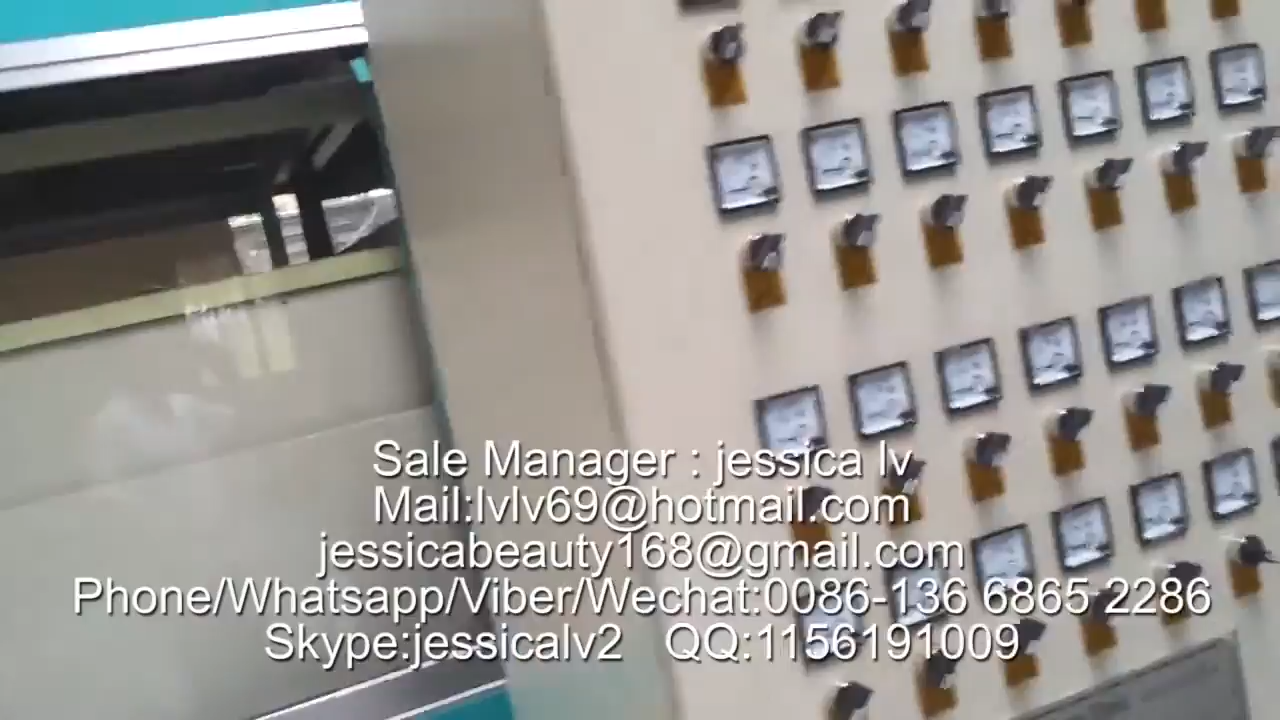 Sale Manager : jessica lv
Mail:lvlv69@hotmail.com
jessicabeauty168@gmail.com
Phone/Whatsapp/Viber/Wechat:0086-136 6865 2286
Skype:jessicalv2 QQ:1156191009